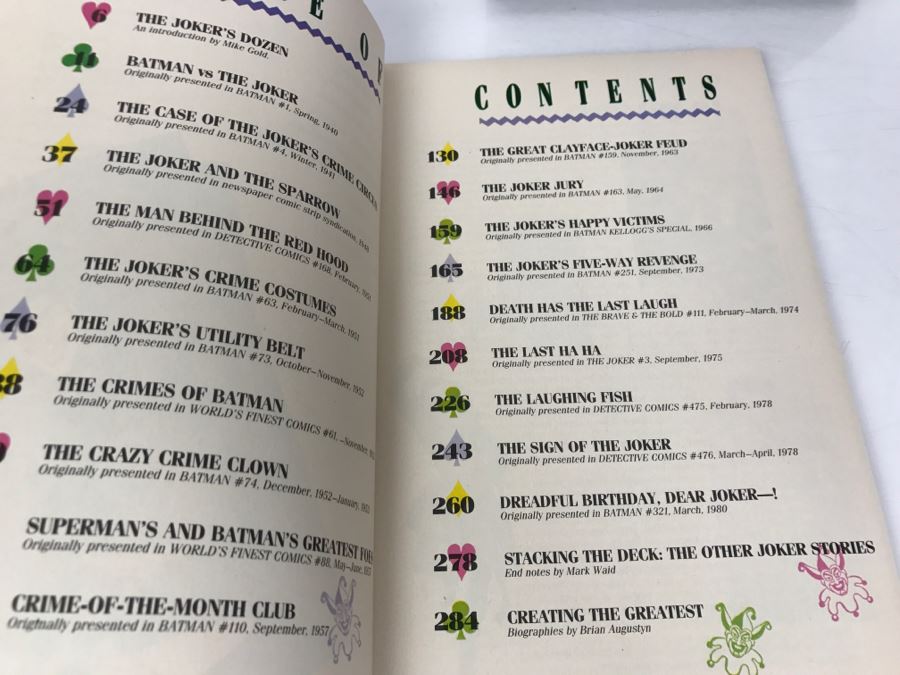 E O F
6 THE JOKER'S DOZEN
An introduction by Mike Gold.
11 BATMAN vs THE JOKER
Originally presented in BATMAN #1, Spring, 1940
24 THE CASE OF THE JOKER'S CRIME CIRCUS
Originally presented in BATMAN #4, Winter, 1941
37 THE JOKER AND THE SPARROW
Originally presented in newspaper comic strip syndication,
51 THE MAN BEHIND THE RED HOOD
Originally presented in DETECTIVE COMICS #168, February, 1951
64 THE JOKER'S CRIME COSTUMES
Originally presented in BATMAN #63, February–March, 1951
76 THE JOKER'S UTILITY BELT
Originally presented in BATMAN #73, October–November, 1952
88 THE CRIMES OF BATMAN
Originally presented in WORLD'S FINEST COMICS #61, –November,
THE CRAZY CRIME CLOWN
Originally presented in BATMAN #74, December, 1952–January, 1953
SUPERMAN'S AND BATMAN'S GREATEST FOES
Originally presented in WORLD'S FINEST COMICS #88, May–June, 1957
CRIME-OF-THE-MONTH CLUB
Originally presented in BATMAN #110, September, 1957
CONTENTS
130 THE GREAT CLAYFACE-JOKER FEUD
Originally presented in BATMAN #159, November, 1963
146 THE JOKER JURY
Originally presented in BATMAN #163, May, 1964
159 THE JOKER'S HAPPY VICTIMS
Originally presented in BATMAN KELLOGG'S SPECIAL, 1966
165 THE JOKER'S FIVE-WAY REVENGE
Originally presented in BATMAN #251, September, 1973
188 DEATH HAS THE LAST LAUGH
Originally presented in THE BRAVE & THE BOLD #111, February–March, 1974
208 THE LAST HA HA
Originally presented in THE JOKER #3, September, 1975
226 THE LAUGHING FISH
Originally presented in DETECTIVE COMICS #475, February, 1978
243 THE SIGN OF THE JOKER
Originally presented in DETECTIVE COMICS #476, March–April, 1978
260 DREADFUL BIRTHDAY, DEAR JOKER—!
Originally presented in BATMAN #321, March, 1980
278 STACKING THE DECK: THE OTHER JOKER STORIES
End notes by Mark Waid
284 CREATING THE GREATEST
Biographies by Brian Augustyn